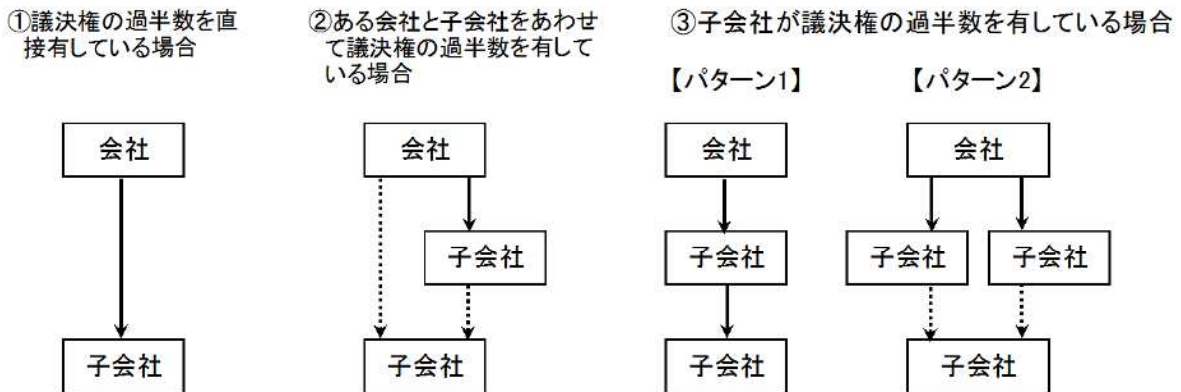 ①議決権の過半数を直
接有している場合
②ある会社と子会社をあわせ
て議決権の過半数を有して
いる場合
③子会社が議決権の過半数を有している場合
【パターン1】
【パターン2】
会社
子会社
会社
子会社
子会社
会社
子会社
子会社
会社
子会社
子会社
子会社